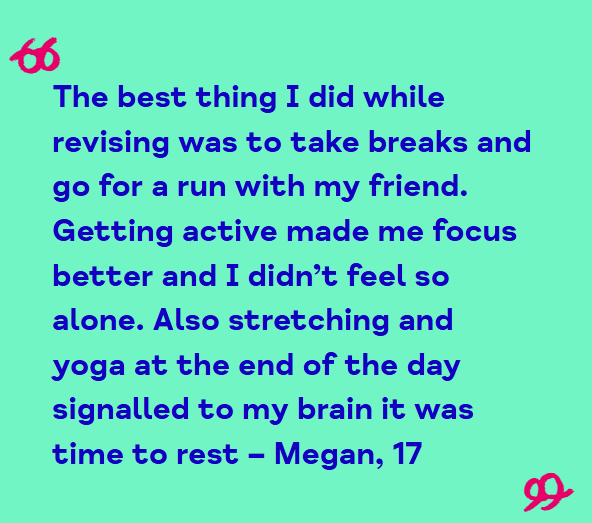 The best thing I did while
revising was to take breaks and
go for a run with my friend.
Getting active made me focus
better and I didn’t feel so
alone. Also stretching and
yoga at the end of the day
signalled to my brain it was
time to rest – Megan, 17